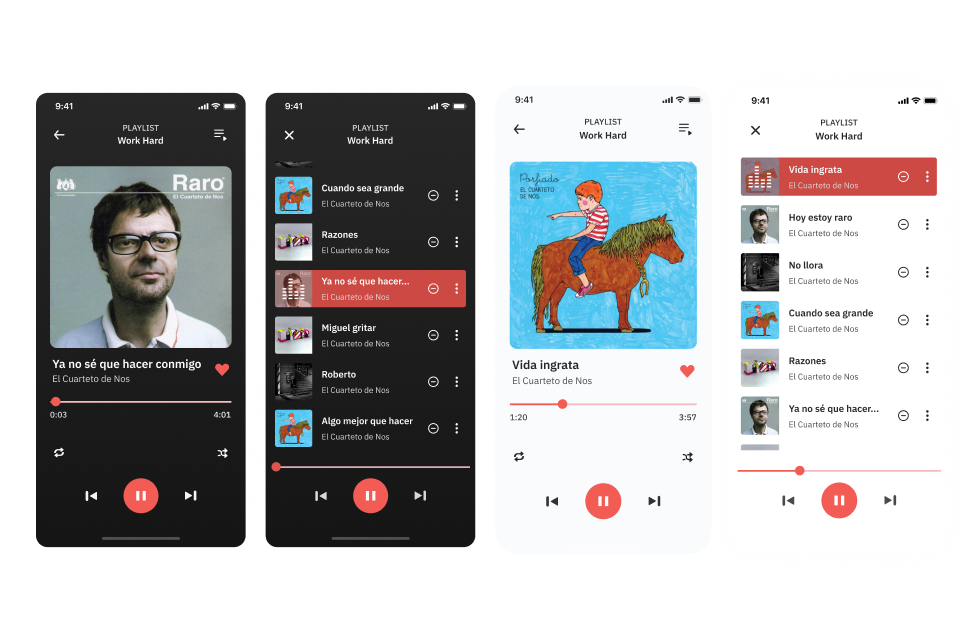 9:41
PLAYLIST
Work Hard
Raro
El Cuarteto de Nos
Ya no sé que hacer conmigo
El Cuarteto de Nos
0:03
4:01
9:41
PLAYLIST
Work Hard
Cuando sea grande
El Cuarteto de Nos
Razones
El Cuarteto de Nos
Raro
Ya no sé que hacer...
El Cuarteto de Nos
Miguel gritar
El Cuarteto de Nos
Roberto
El Cuarteto de Nos
Algo mejor que hacer
El Cuarteto de Nos
9:41
PLAYLIST
Work Hard
Porfiado
EL CUARTETO
DE NOS
Vida ingrata
El Cuarteto de Nos
1:20
3:57
9:41
PLAYLIST
Work Hard
Vida ingrata
El Cuarteto de Nos
Hoy estoy raro
El Cuarteto de Nos
No llora
El Cuarteto de Nos
Cuando sea grande
El Cuarteto de Nos
Razones
El Cuarteto de Nos
Ya no sé que hacer...
El Cuarteto de Nos